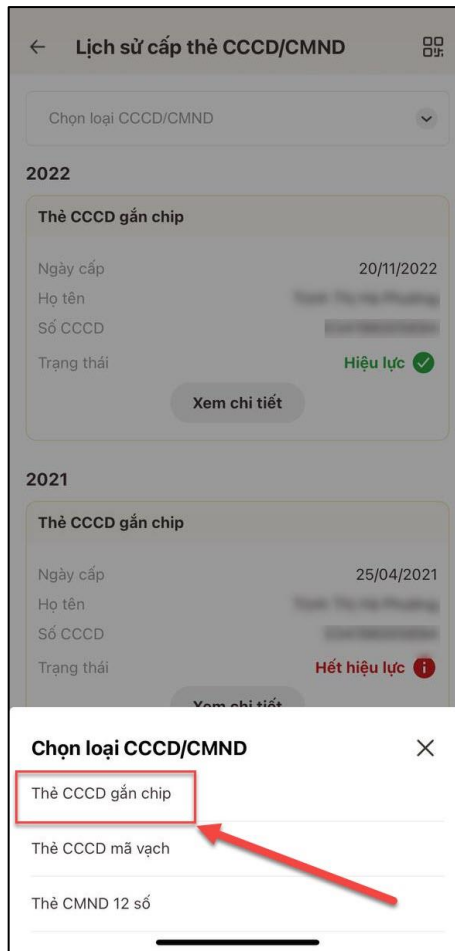 Lịch sử cấp thẻ CCCD/CMND
Chọn loại CCCD/CMND
2022
Thẻ CCCD gắn chip
Ngày cấp 20/11/2022
Họ tên
Số CCCD
Trạng thái Hiệu lực
Xem chi tiết
2021
Thẻ CCCD gắn chip
Ngày cấp 25/04/2021
Họ tên
Số CCCD
Trạng thái Hết hiệu lực
Xem chi tiết
Chọn loại CCCD/CMND
Thẻ CCCD gắn chip
Thẻ CCCD mã vạch
Thẻ CMND 12 số